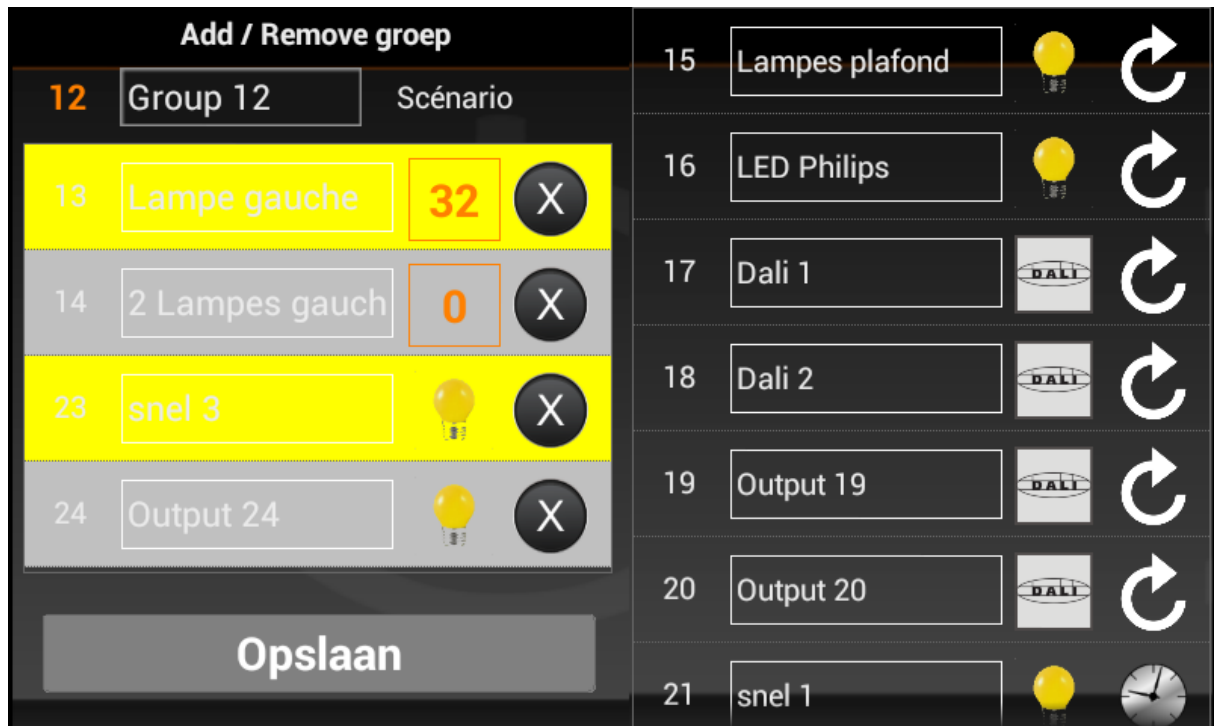 Add / Remove groep
12 Group 12 Scénario
13 Lampe gauche 32 X
14 2 Lampes gauch 0 X
23 snel 3 X
24 Output 24 X
Opslaan
15 Lampes plafond
16 LED Philips
17 Dali 1 DALI
18 Dali 2 DALI
19 Output 19 DALI
20 Output 20 DALI
21 snel 1